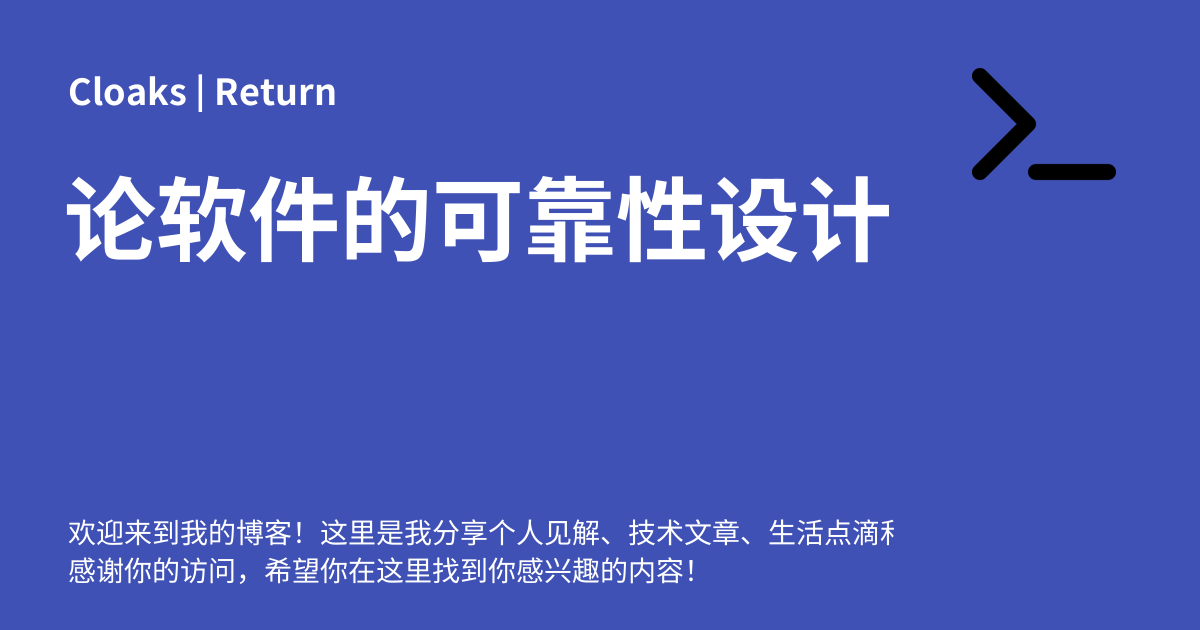 Cloaks | Return
论软件的可靠性设计
欢迎来到我的博客！这里是我分享个人见解、技术文章、生活点滴
感谢你的访问，希望你在这里找到你感兴趣的内容！